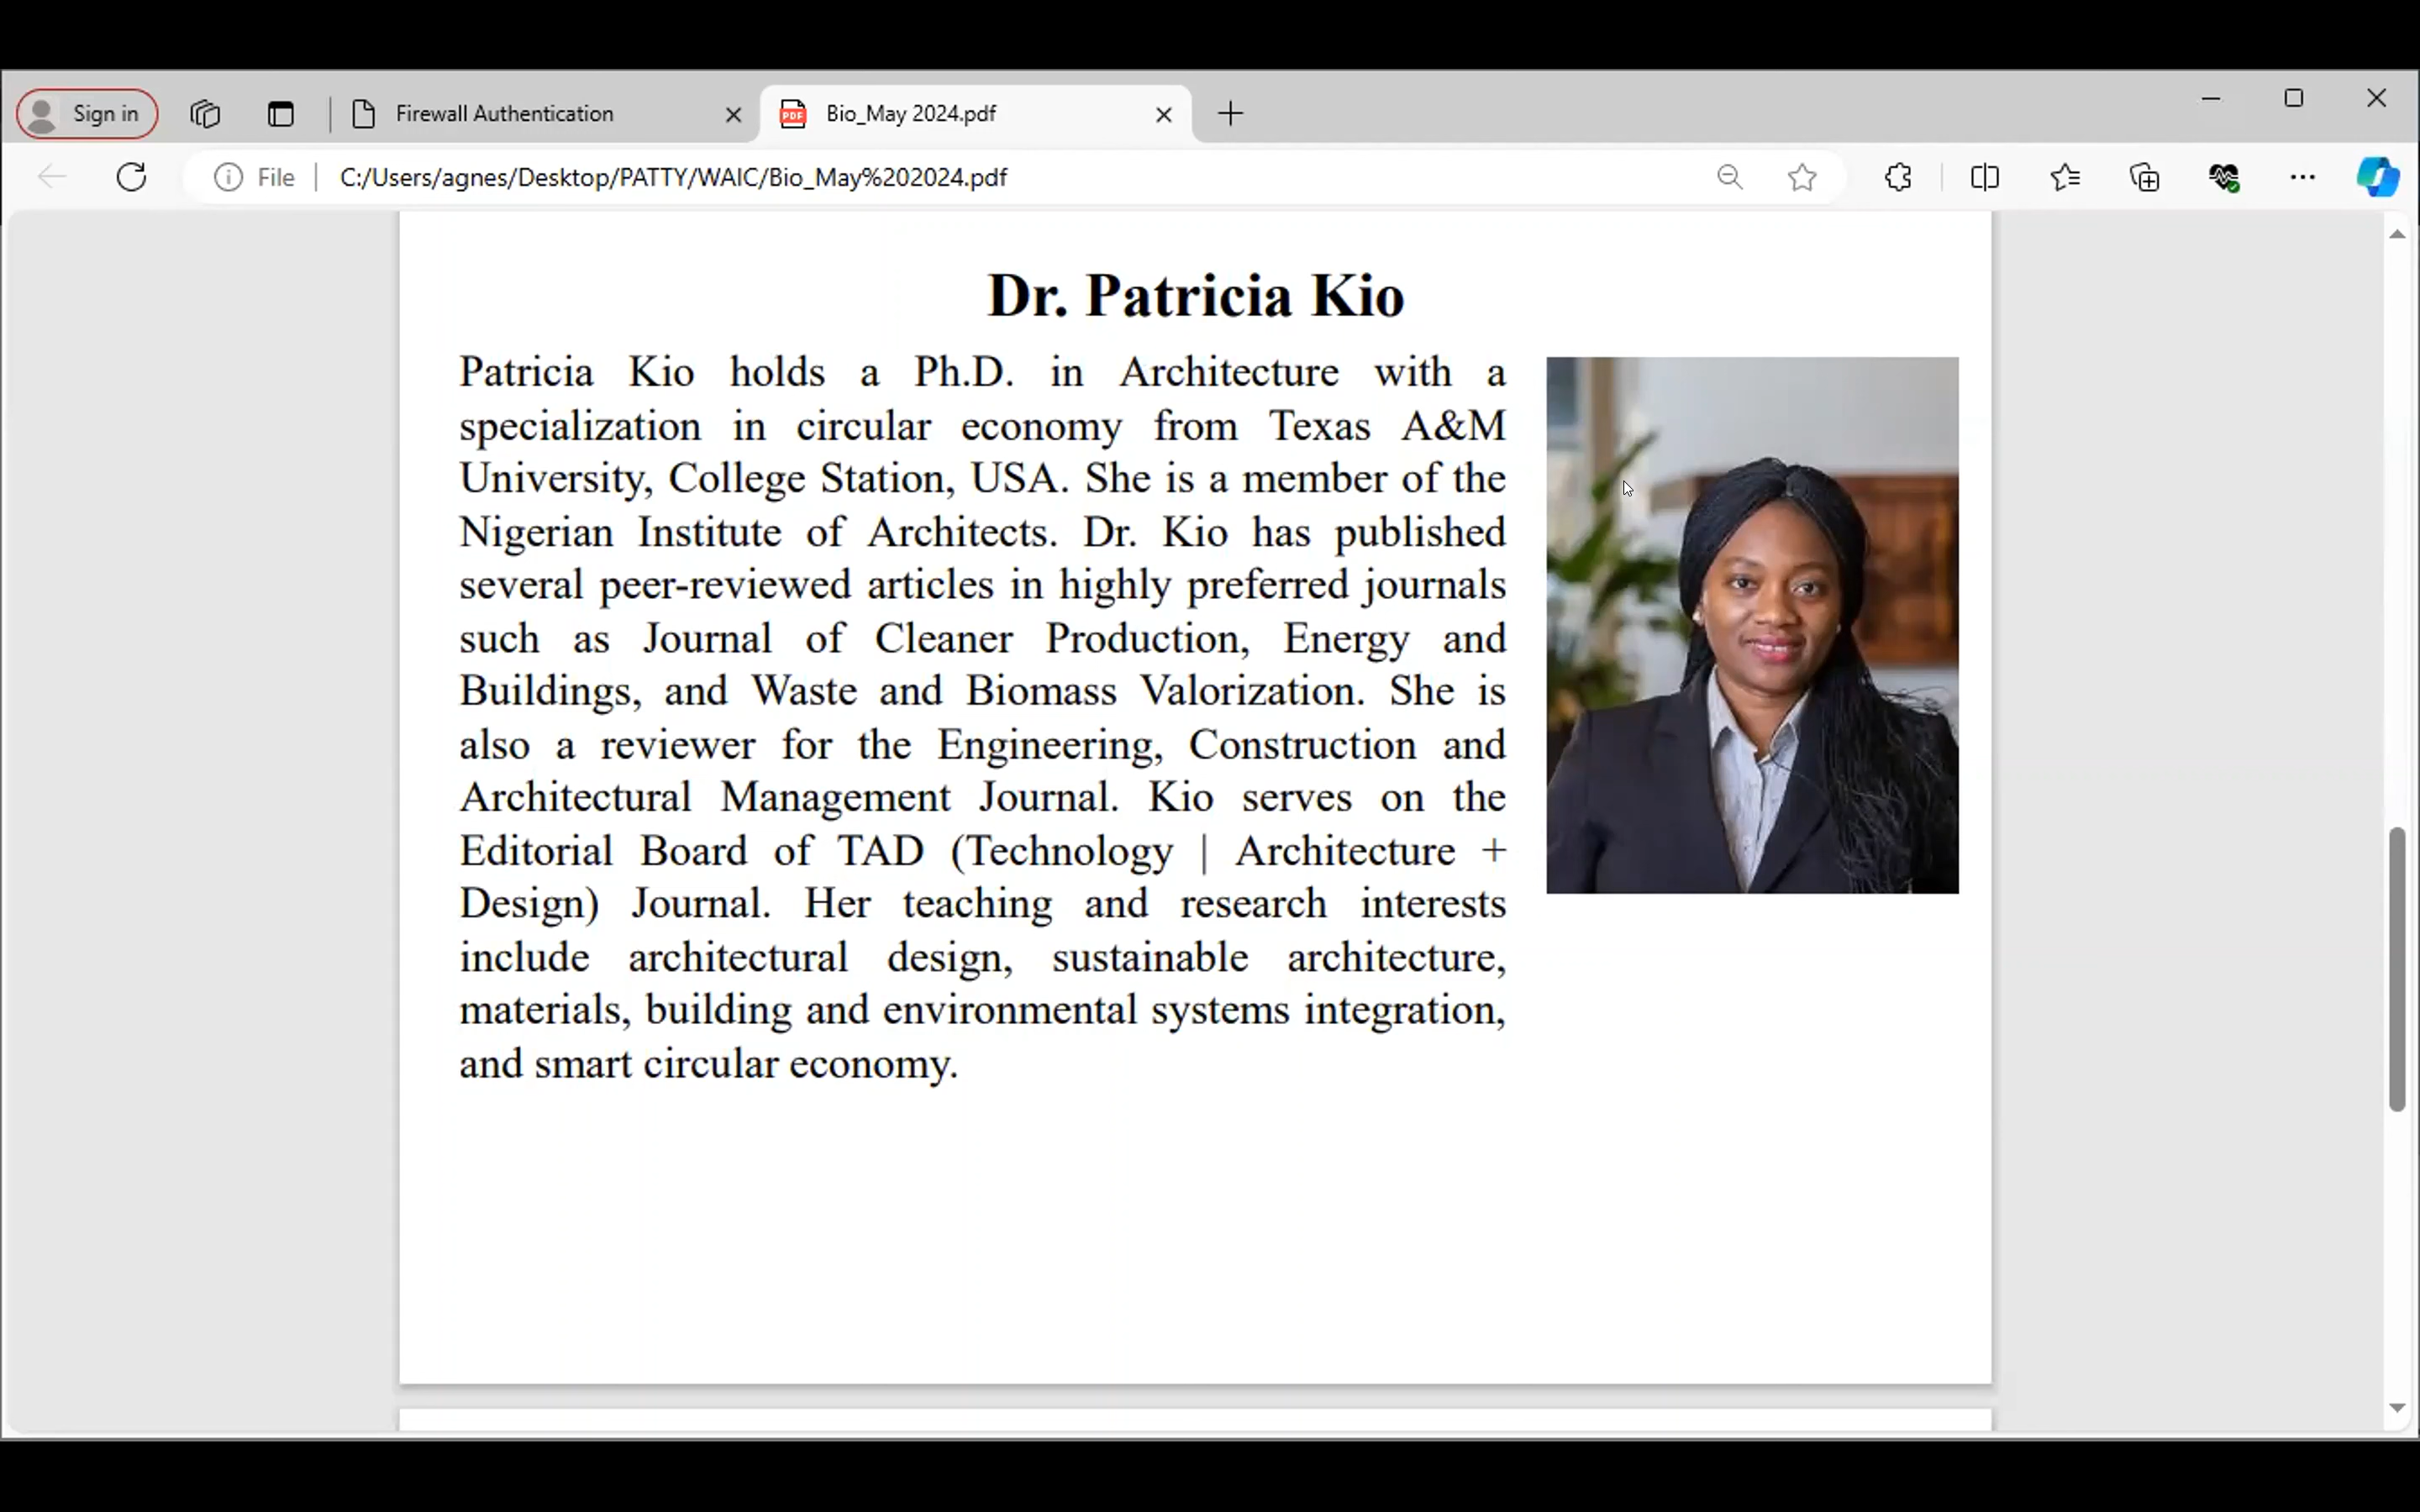 Sign in
Firewall Authentication
PDF
Bio_May 2024.pdf
File
C:/Users/agnes/Desktop/PATTY/WAIC/Bio_May%202024.pdf
Dr. Patricia Kio
Patricia Kio holds a Ph.D. in Architecture with a
specialization in circular economy from Texas A&M
University, College Station, USA. She is a member of the
Nigerian Institute of Architects. Dr. Kio has published
several peer-reviewed articles in highly preferred journals
such as Journal of Cleaner Production, Energy and
Buildings, and Waste and Biomass Valorization. She is
also a reviewer for the Engineering, Construction and
Architectural Management Journal. Kio serves on the
Editorial Board of TAD (Technology | Architecture +
Design) Journal. Her teaching and research interests
include architectural design, sustainable architecture,
materials, building and environmental systems integration,
and smart circular economy.